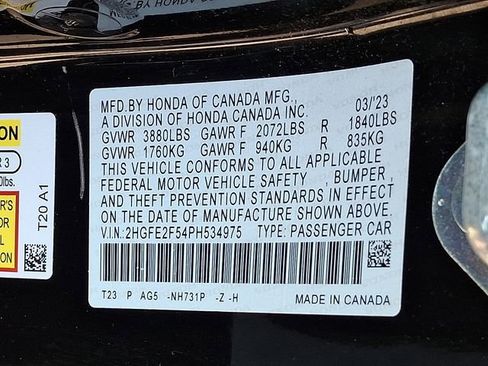 MFD.BY HONDA OF CANADA MFG., 03/'23
A DIVISION OF HONDA CANADA INC.
GVWR 3880LBS GAWR F 2072LBS R 1840LBS
GVWR 1760KG GAWR F 940KG R 835KG
THIS VEHICLE CONFORMS TO ALL APPLICABLE
FEDERAL MOTOR VEHICLE SAFETY , BUMPER ,
AND THEFT PREVENTION STANDARDS IN EFFECT
ON THE DATE OF MANUFACTURE SHOWN ABOVE.
V.I.N.: 2HGFE2F54PH534975 TYPE: PASSENGER CAR
T23 P AG5 -NH731P -Z -H MADE IN CANADA
T20 A1